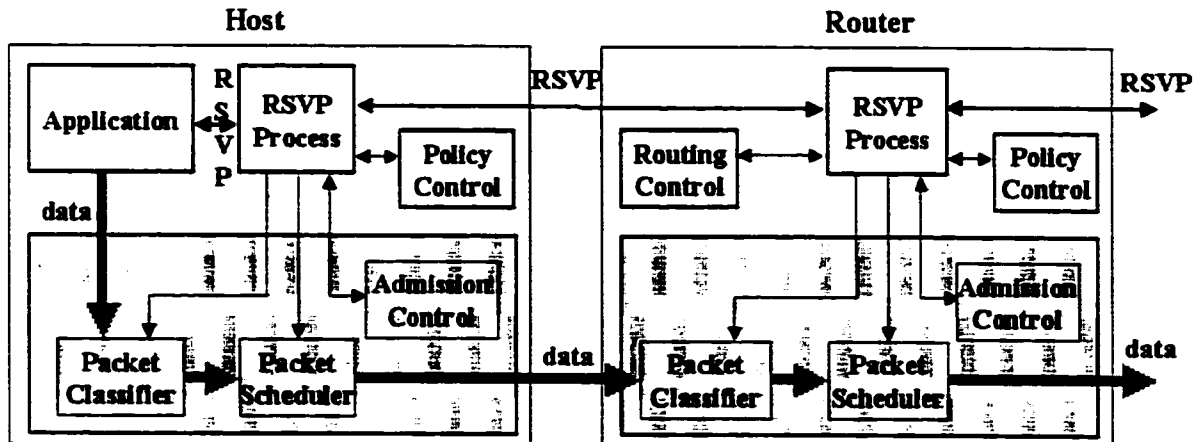 Host
Router
Application
R
S
V
P
RSVP
Process
Policy
Control
data
Admission
Control
Packet
Classifier
Packet
Scheduler
RSVP
data
Routing
Control
RSVP
Process
Policy
Control
Admission
Control
Packet
Classifier
Packet
Scheduler
RSVP
data